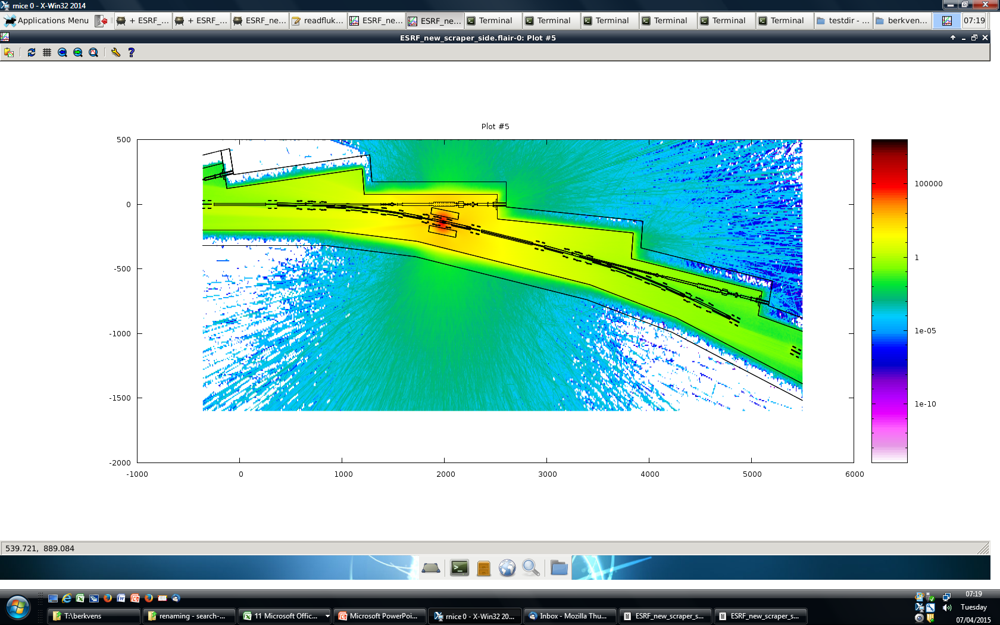 rnice 0 - X-Win32 2014
Applications Menu + ESRF_... + ESRF_... ESRF_ne... readfluk... ESRF_ne... ESRF_ne... Terminal Terminal Terminal Terminal Terminal Terminal testdir - ... berkven... 07:19
ESRF_new_scraper_side.flair-0: Plot #5
Plot #5
500
0
-500
-1000
-1500
-2000
-1000 0 1000 2000 3000 4000 5000 6000
100000
1
1e-05
1e-10
539.721, 889.084
07:19
Tuesday
07/04/2015
T:\berkvens renaming - search-... 11 Microsoft Offic... Microsoft PowerPoi... rnice 0 - X-Win32 20... Inbox - Mozilla Thu... ESRF_new_scraper_s... ESRF_new_scraper_s...